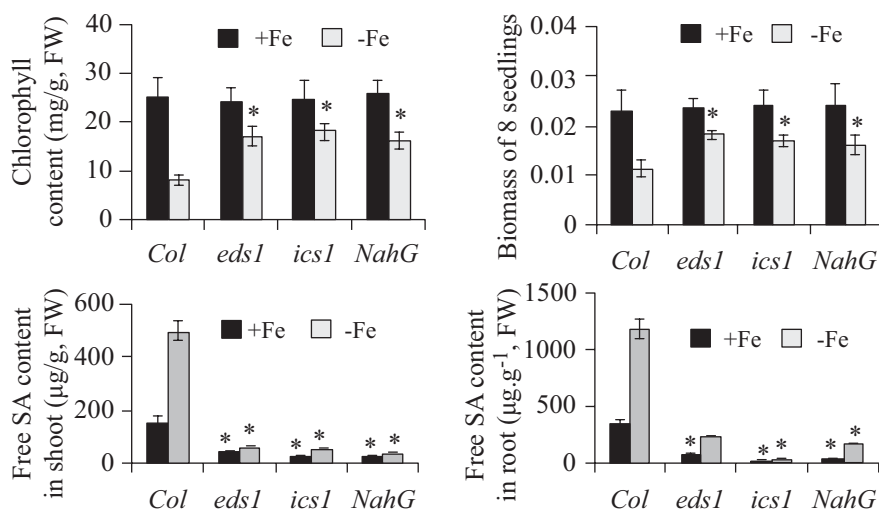 Chlorophyll
content (mg/g, FW)
40
30
20
10
0
+Fe -Fe
* * *
Col eds1 ics1 NahG
Biomass of 8 seedlings
0.04
0.03
0.02
0.01
0
+Fe -Fe
* * *
Col eds1 ics1 NahG
Free SA content
in shoot (µg/g, FW)
600
400
200
0
+Fe -Fe
* * * * * *
Col eds1 ics1 NahG
Free SA content
in root (µg.g-1, FW)
1500
1000
500
0
+Fe -Fe
* * * * *
Col eds1 ics1 NahG